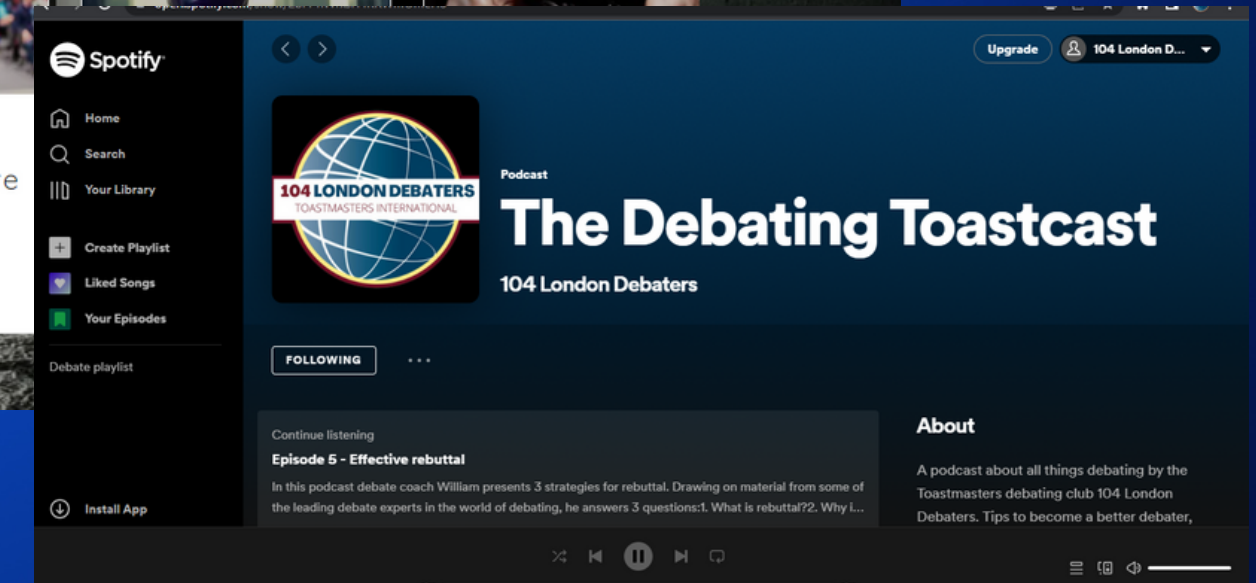 e
Spotify
Upgrade
104 London D...
Home
Search
Your Library
Create Playlist
Liked Songs
Your Episodes
Debate playlist
Install App
104 LONDON DEBATERS
TOASTMASTERS INTERNATIONAL
Podcast
The Debating Toastcast
104 London Debaters
FOLLOWING
Continue listening
Episode 5 - Effective rebuttal
In this podcast debate coach William presents 3 strategies for rebuttal. Drawing on material from some of
the leading debate experts in the world of debating, he answers 3 questions:1. What is rebuttal?2. Why i...
About
A podcast about all things debating by the
Toastmasters debating club 104 London
Debaters. Tips to become a better debater,